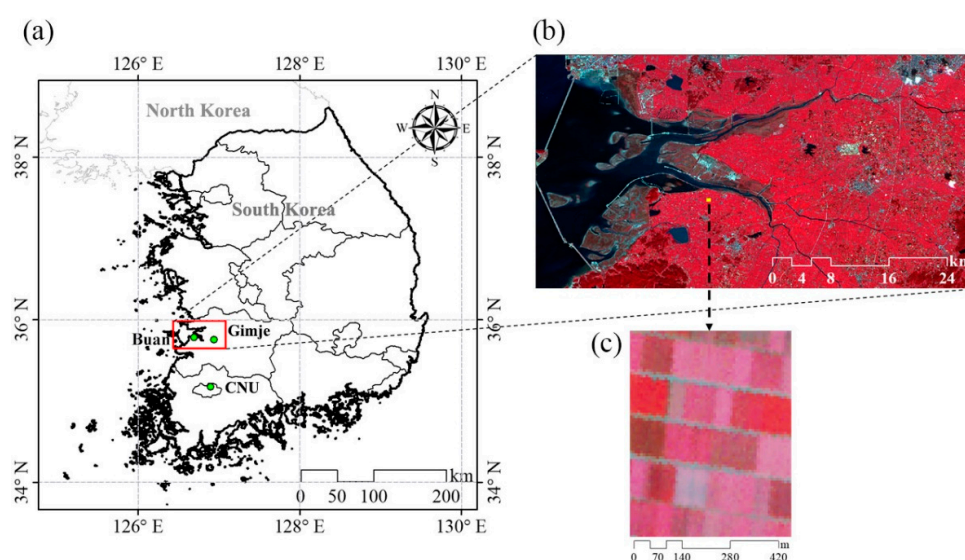 (a)
126°E 128°E 130°E
North Korea
N
W E
S
38°N 38°N
South Korea
36°N 36°N
Buan Gimje
CNU
34°N 34°N
km
0 50 100 200
126°E 128°E 130°E
(b)
km
0 4 8 16 24
(c)
m
0 70 140 280 420